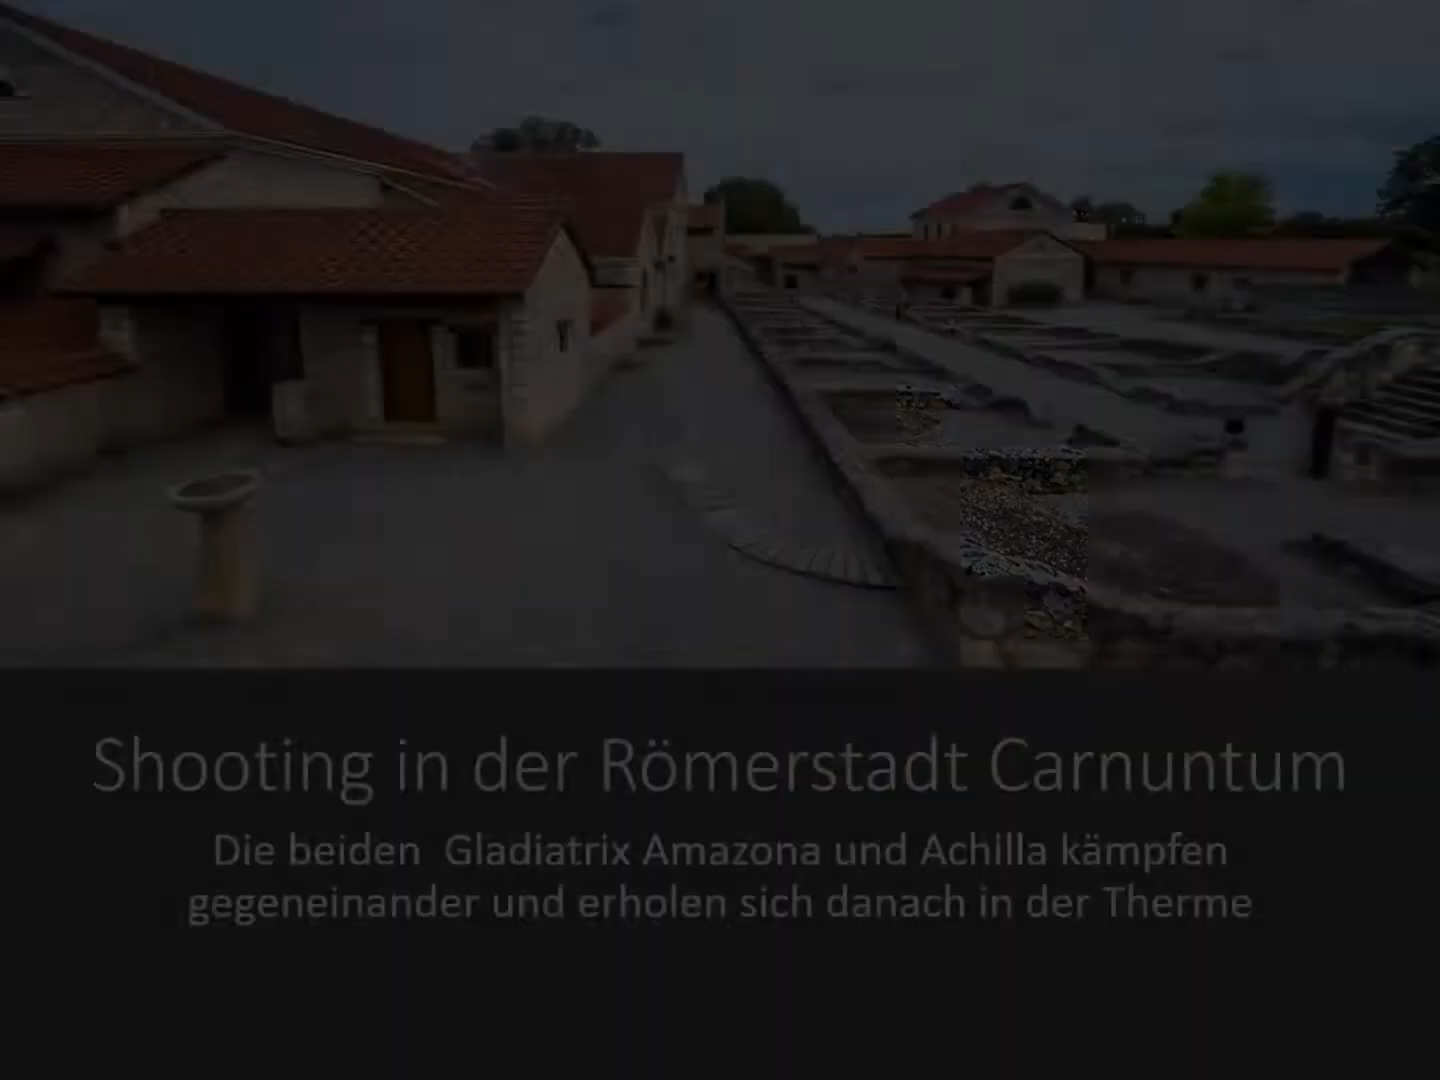 Shooting in der Römerstadt Carnuntum
Die beiden  Gladiatrix Amazona und Achilla kämpfen
gegeneinander und erholen sich danach in der Therme